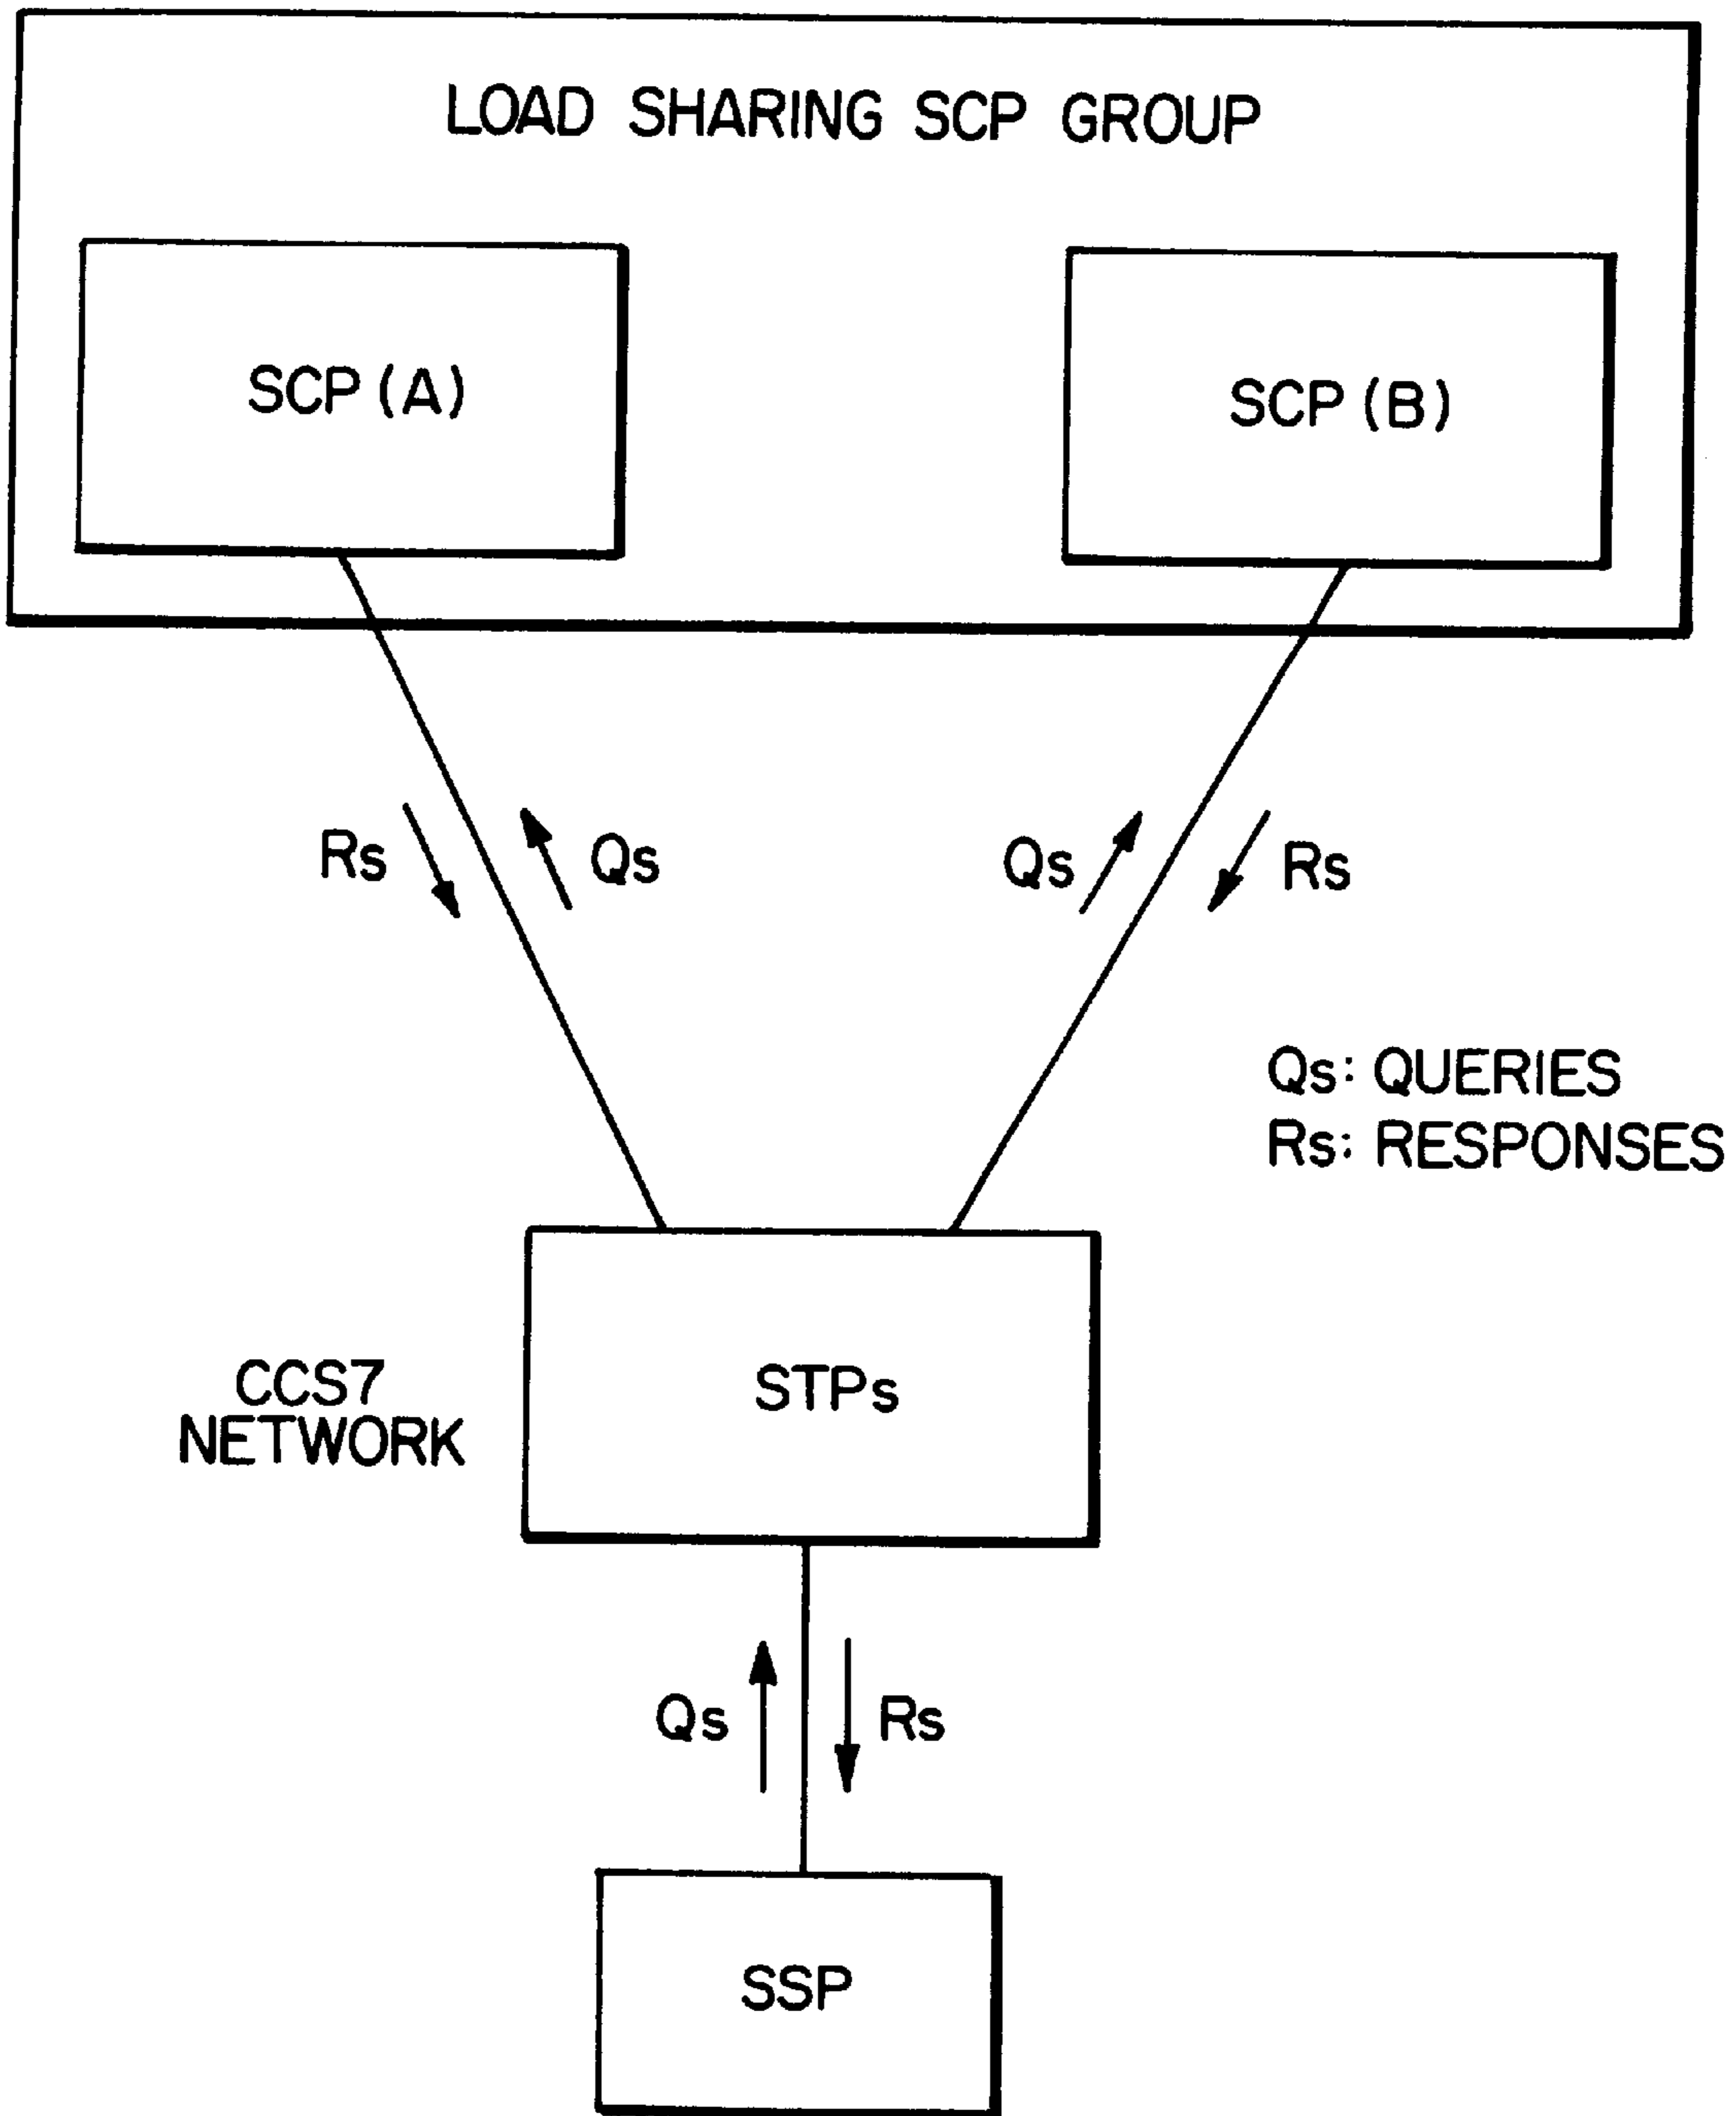 LOAD SHARING SCP GROUP
SCP (A)
SCP (B)
Rs
Qs
Qs
Rs
Qs: QUERIES
Rs: RESPONSES
CCS7
NETWORK
STPs
Qs
Rs
SSP